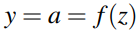 y = a = f(z)